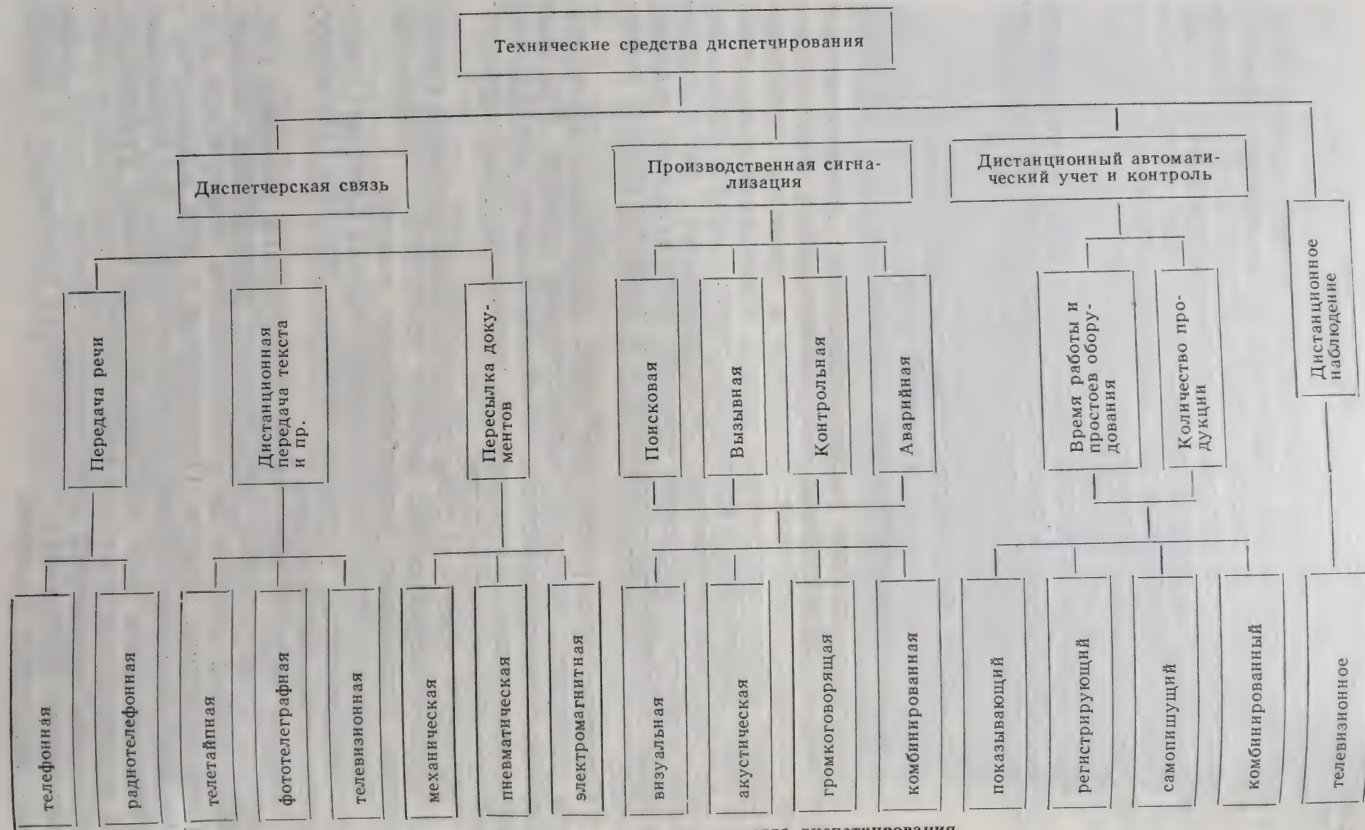 Технические средства диспетчирования
Диспетчерская связь
Производственная сигна-
лизация
Дистанционный автомати-
ческий учет и контроль
Дистанционное
наблюдение
Передача речи
Дистанционная
передача текста
и пр.
Пересылка доку-
ментов
Поисковая
Вызывная
Контрольная
Аварийная
Время работы и
простоев обору-
дования
Количество про-
дукции
телефонная
радиотелефонная
телетайпная
фототелеграфная
телевизионная
механическая
пневматическая
электромагнитная
визуальная
акустическая
громкоговорящая
комбинированная
показывающий
регистрирующий
самопишущий
комбинированный
телевизионное
диспетчирования